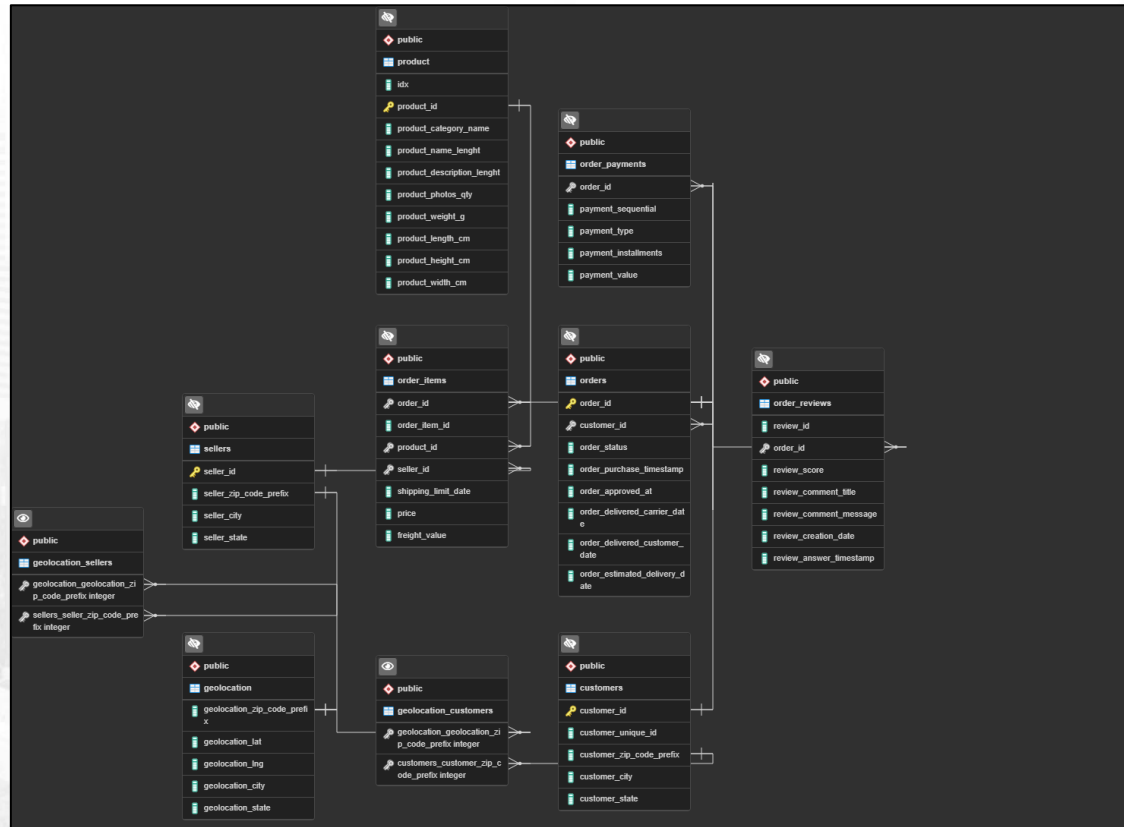 public
product
idx
product_id
product_category_name
product_name_lenght
product_description_lenght
product_photos_qty
product_weight_g
product_length_cm
product_height_cm
product_width_cm
public
order_payments
order_id
payment_sequential
payment_type
payment_installments
payment_value
public
order_items
order_id
order_item_id
product_id
seller_id
shipping_limit_date
price
freight_value
public
orders
order_id
customer_id
order_status
order_purchase_timestamp
order_approved_at
order_delivered_carrier_dat
e
order_delivered_customer_
date
order_estimated_delivery_d
ate
public
order_reviews
review_id
order_id
review_score
review_comment_title
review_comment_message
review_creation_date
review_answer_timestamp
public
sellers
seller_id
seller_zip_code_prefix
seller_city
seller_state
public
geolocation_sellers
geolocation_geolocation_zi
p_code_prefix integer
sellers_seller_zip_code_pre
fix integer
public
geolocation
geolocation_zip_code_prefi
x
geolocation_lat
geolocation_lng
geolocation_city
geolocation_state
public
geolocation_customers
geolocation_geolocation_zi
p_code_prefix integer
customers_customer_zip_c
ode_prefix integer
public
customers
customer_id
customer_unique_id
customer_zip_code_prefix
customer_city
customer_state